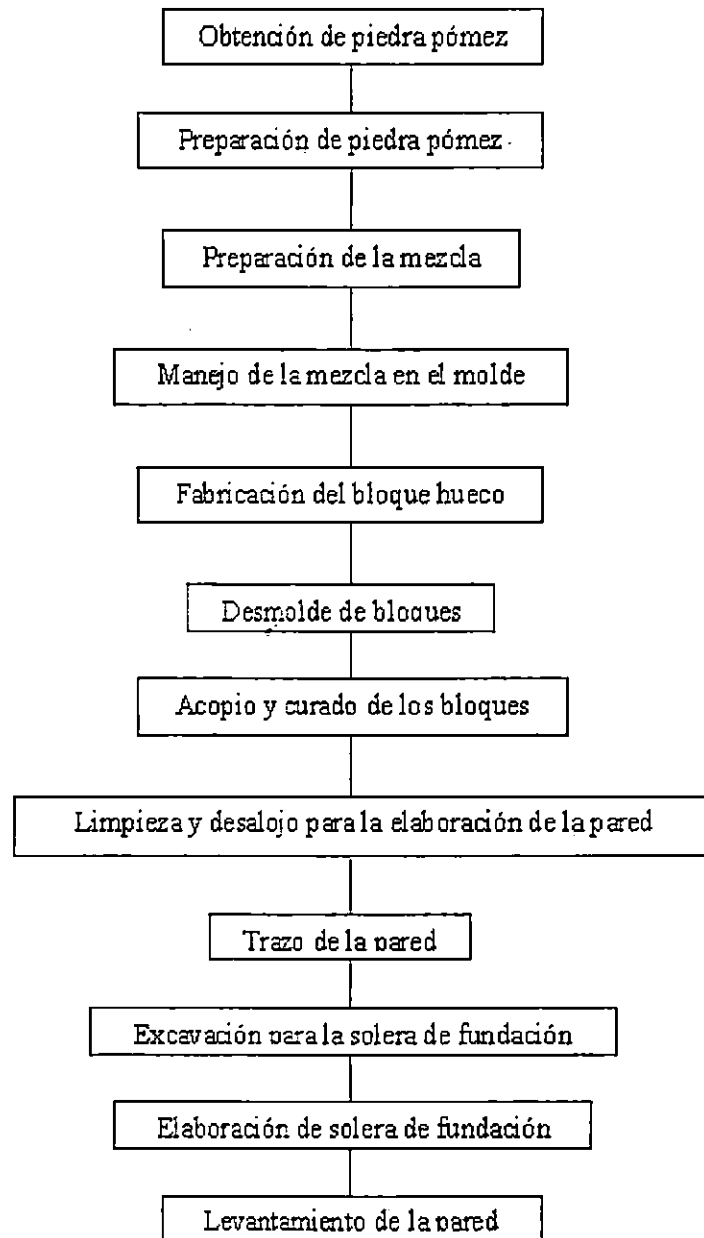 Obtención de piedra pómez
Preparación de piedra pómez
Preparación de la mezcla
Manejo de la mezcla en el molde
Fabricación del bloque hueco
Desmolde de bloques
Acopio y curado de los bloques
Limpieza y desalojo para la elaboración de la pared
Trazo de la pared
Excavación para la solera de fundación
Elaboración de solera de fundación
Levantamiento de la pared